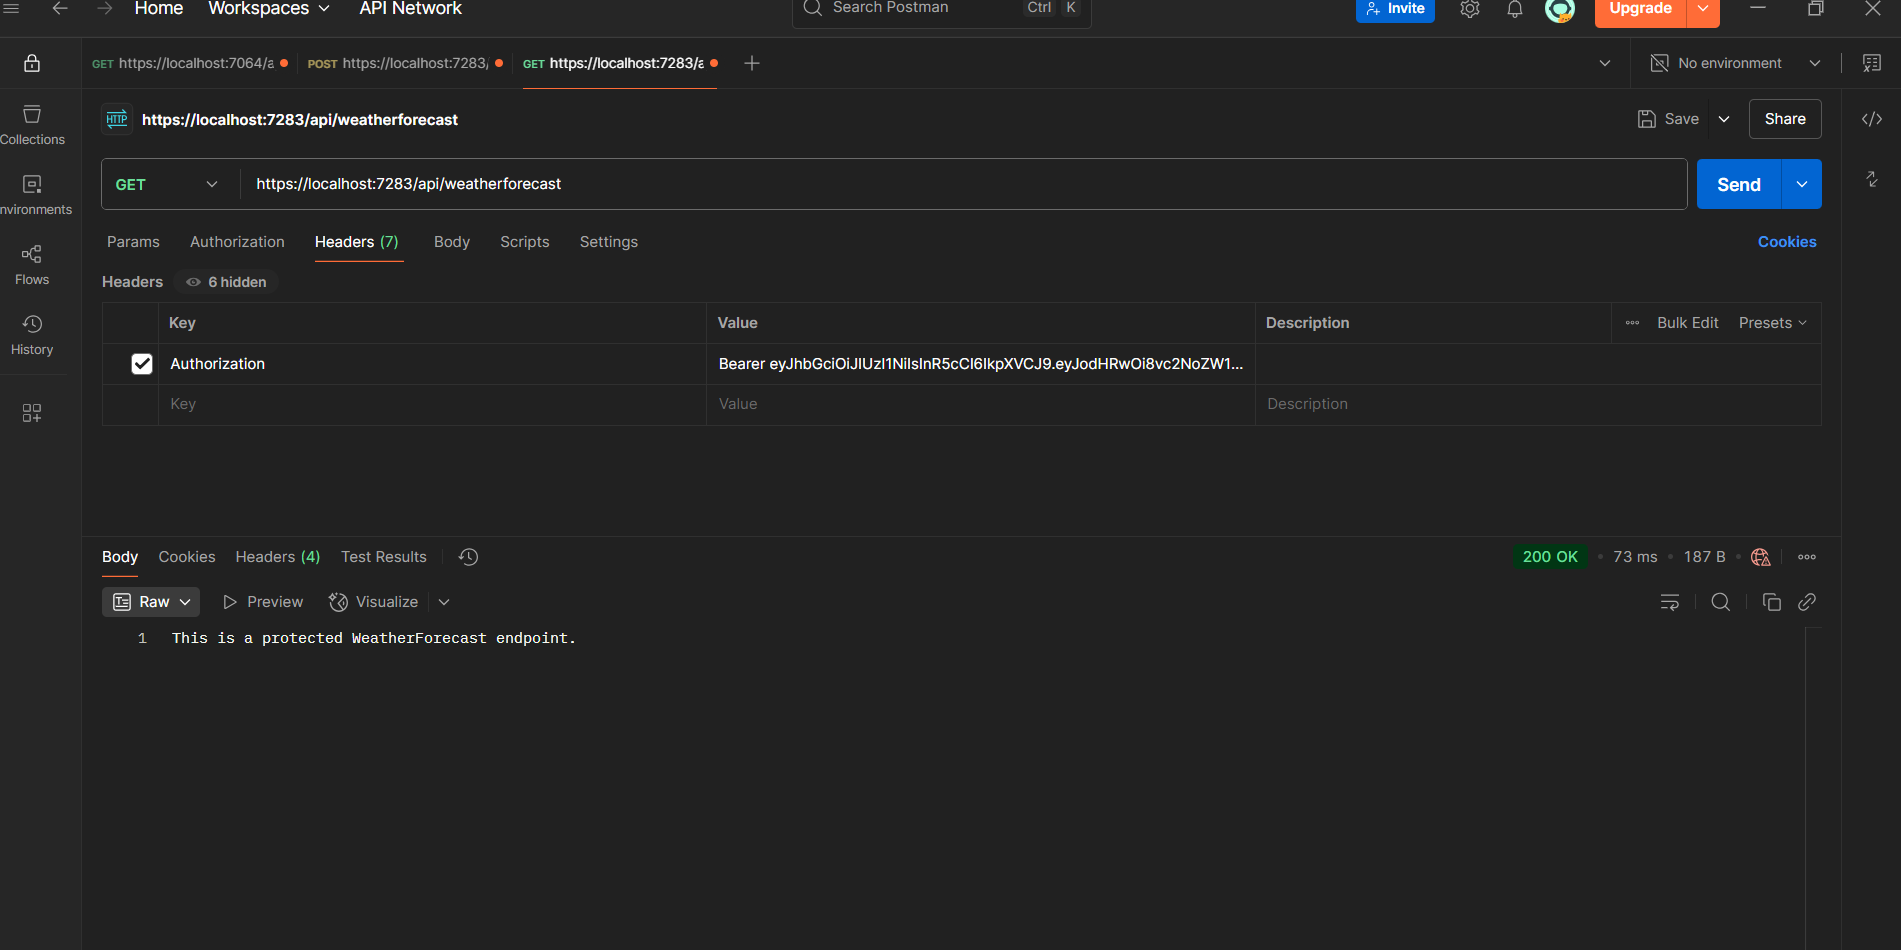 Home Workspaces API Network Search Postman Ctrl K Invite Upgrade
GET https://localhost:7064/a POST https://localhost:7283/ GET https://localhost:7283/a No environment
HTTP https://localhost:7283/api/weatherforecast Save Share
Collections
GET https://localhost:7283/api/weatherforecast Send
nvironments
Params Authorization Headers (7) Body Scripts Settings Cookies
Flows
Headers 6 hidden
Key Value Description Bulk Edit Presets
History
Authorization Bearer eyJhbGciOiJIUzI1NiIsInR5cCI6IkpXVCJ9.eyJodHRwOi8vc2NoZW1...
Key Value Description
Body Cookies Headers (4) Test Results 200 OK • 73 ms • 187 B
Raw Preview Visualize
1 This is a protected WeatherForecast endpoint.